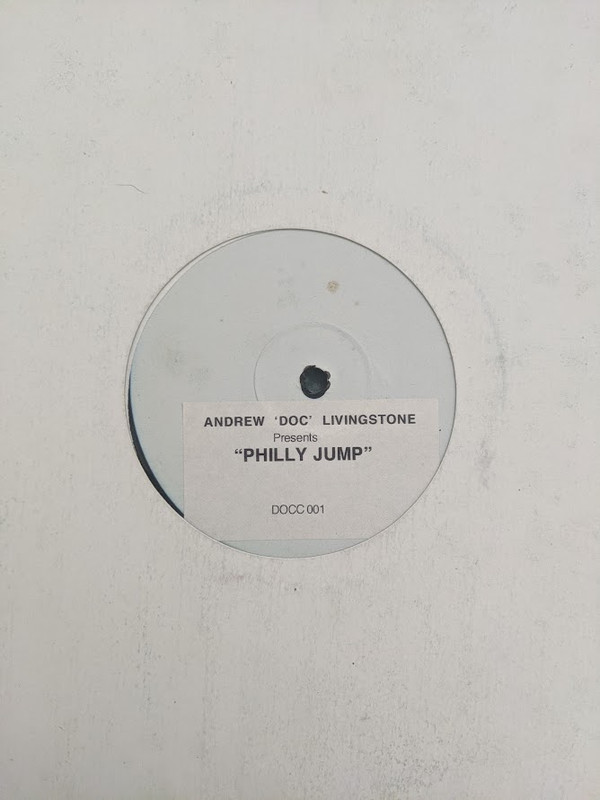 ANDREW 'DOC' LIVINGSTONE
Presents
“PHILLY JUMP”
DOCC 001